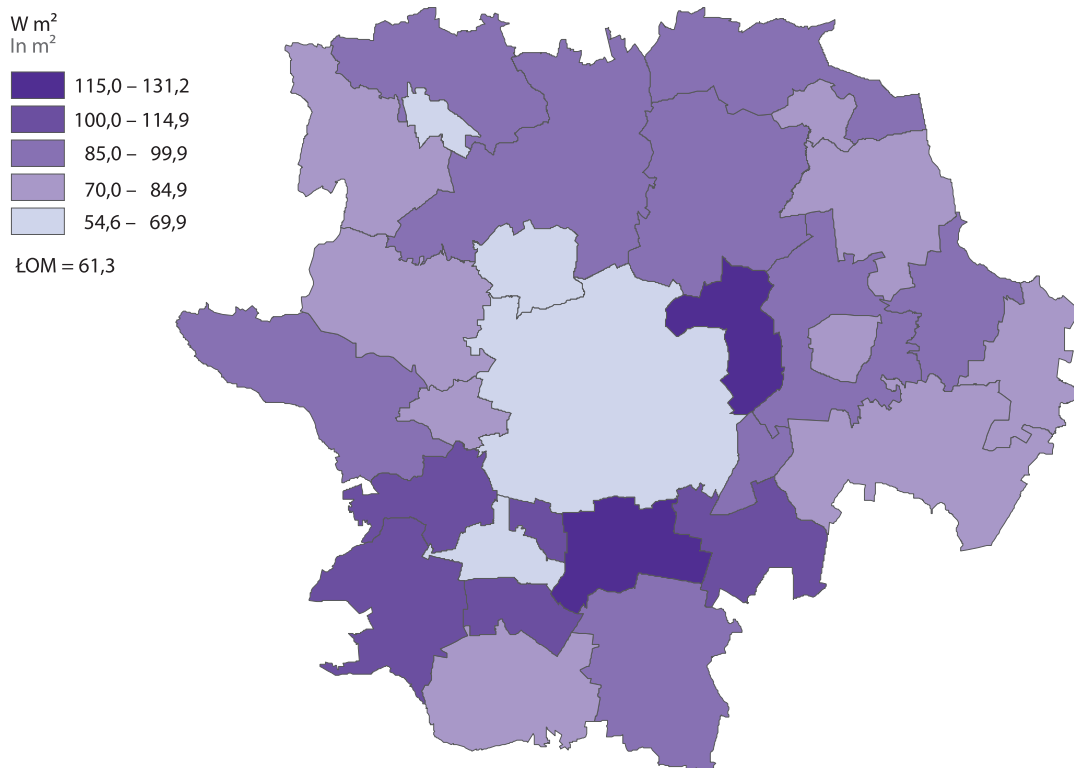 W m²
In m²
115,0 – 131,2
100,0 – 114,9
85,0 – 99,9
70,0 – 84,9
54,6 – 69,9
ŁOM = 61,3